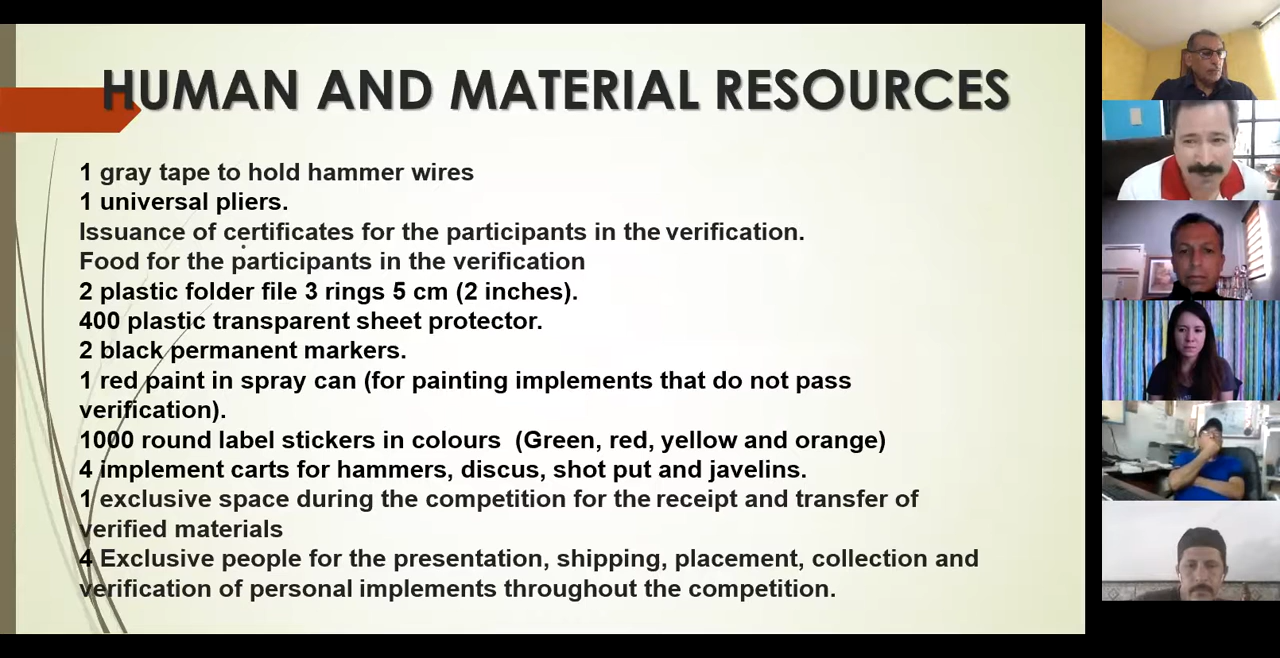 HUMAN AND MATERIAL RESOURCES
1 gray tape to hold hammer wires
1 universal pliers.
Issuance of certificates for the participants in the verification.
Food for the participants in the verification
2 plastic folder file 3 rings 5 cm (2 inches).
400 plastic transparent sheet protector.
2 black permanent markers.
1 red paint in spray can (for painting implements that do not pass
verification).
1000 round label stickers in colours (Green, red, yellow and orange)
4 implement carts for hammers, discus, shot put and javelins.
1 exclusive space during the competition for the receipt and transfer of
verified materials
4 Exclusive people for the presentation, shipping, placement, collection and
verification of personal implements throughout the competition.